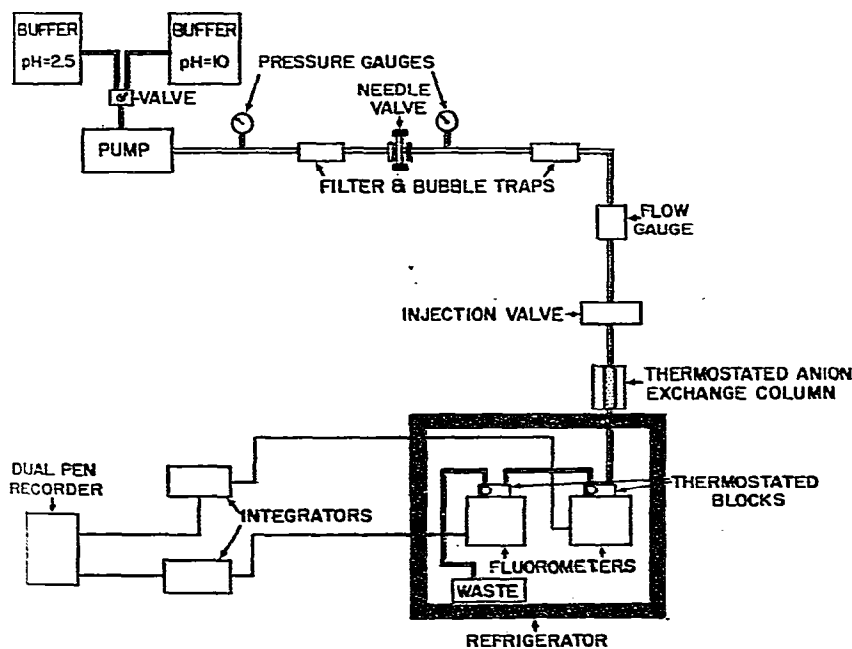 BUFFER
pH=2.5
BUFFER
pH=10
VALVE
PUMP
PRESSURE GAUGES
NEEDLE
VALVE
FILTER & BUBBLE TRAPS
FLOW
GAUGE
INJECTION VALVE
THERMOSTATED ANION
EXCHANGE COLUMN
DUAL PEN
RECORDER
INTEGRATORS
THERMOSTATED
BLOCKS
FLUOROMETERS
WASTE
REFRIGERATOR